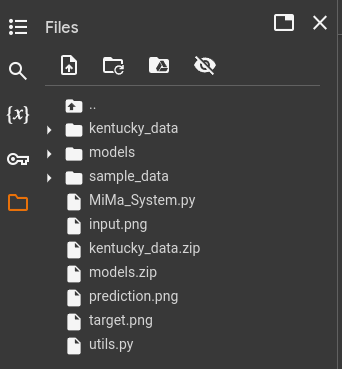 Files
{x}
..
kentucky_data
models
sample_data
MiMa_System.py
input.png
kentucky_data.zip
models.zip
prediction.png
target.png
utils.py